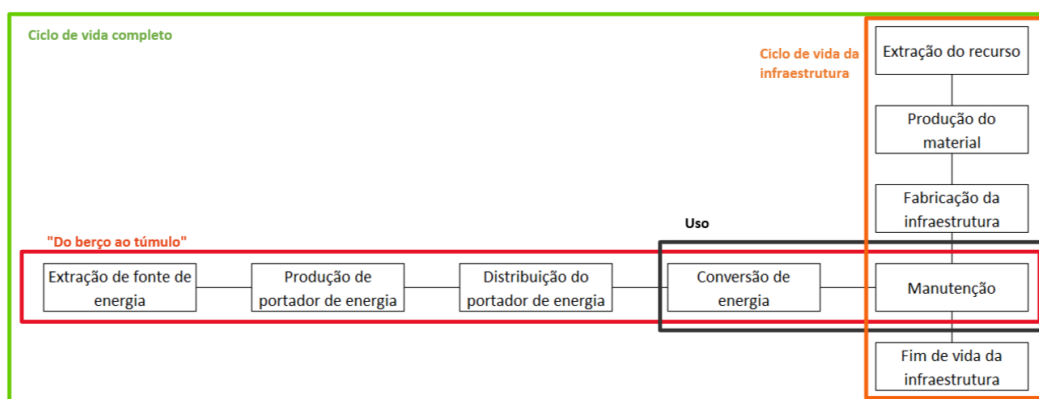 Ciclo de vida completo
Ciclo de vida da
infraestrutura
Extração do recurso
Produção do
material
Fabricação da
infraestrutura
Uso
"Do berço ao túmulo"
Extração de fonte de
energia
Produção de
portador de energia
Distribuição do
portador de energia
Conversão de
energia
Manutenção
Fim de vida da
infraestrutura